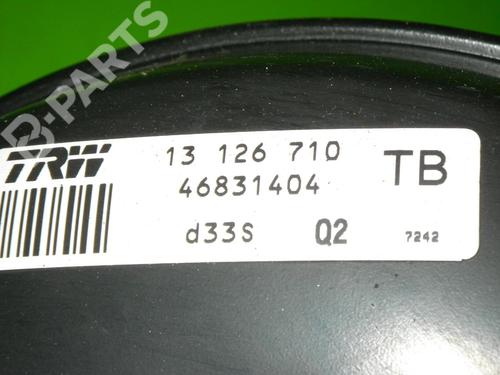 B-PARTS
TRW
13 126 710
46831404
TB
d33S Q2 7242